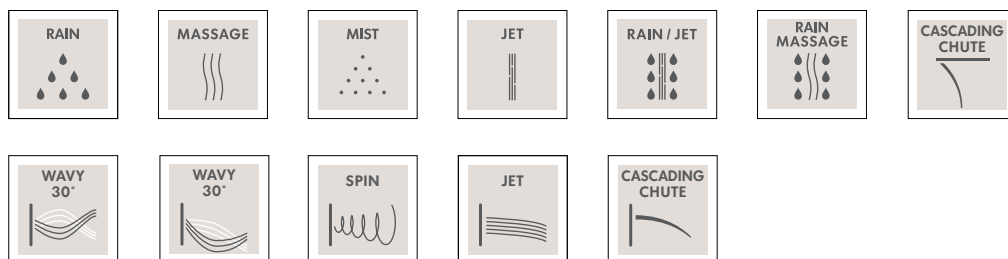 RAIN
MASSAGE
MIST
JET
RAIN / JET
RAIN
MASSAGE
CASCADING
CHUTE
WAVY
30°
WAVY
30°
SPIN
JET
CASCADING
CHUTE